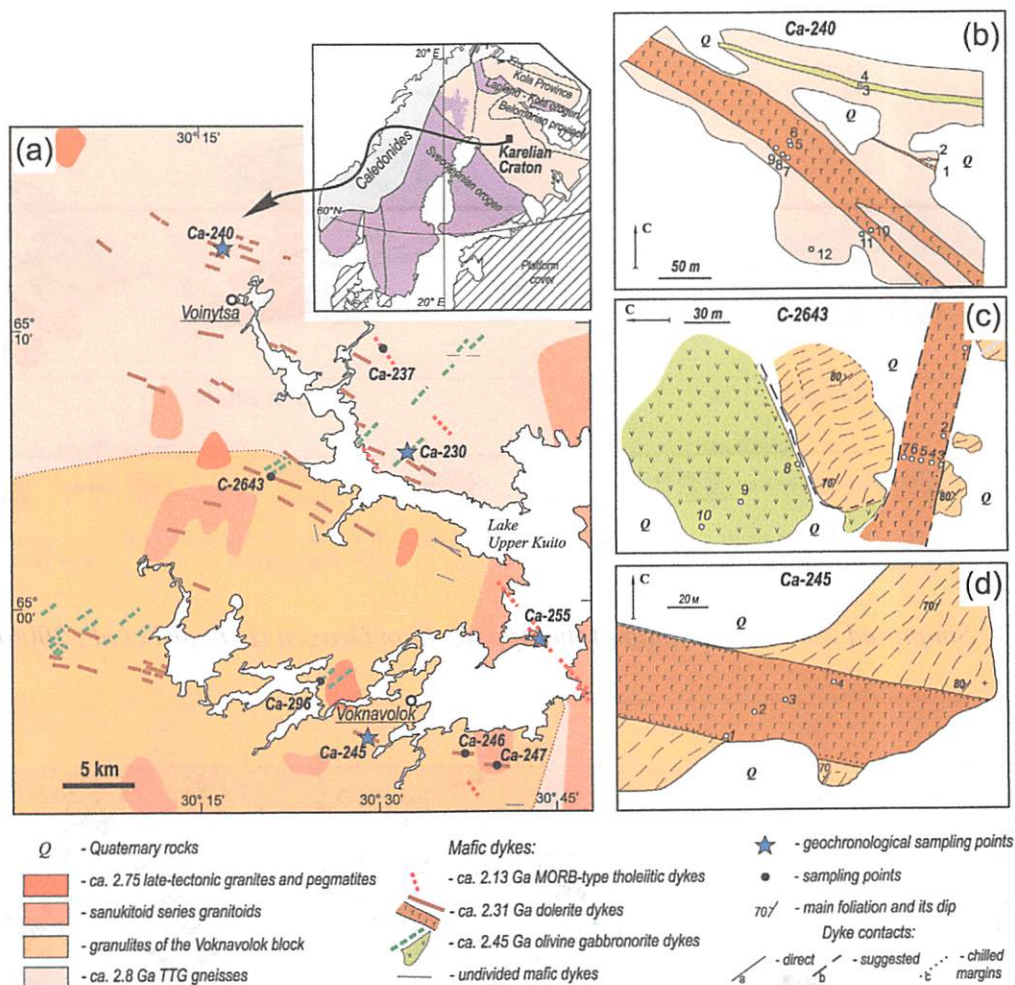 (a)
30° 15'
Ca-240
Voinytsa
65°
10'
Ca-237
Ca-230
C-2643
Lake
Upper Kuito
65°
00'
Ca-255
Ca-296
Voknavolok
Ca-245
Ca-246
Ca-247
5 km
30° 15'
30° 30'
30° 45'
20° E
Kola Province
Lapland - Kola orogen
Belomorian province
Karelian
Craton
Caledonides
Svecofennian orogen
60°N
Platform
cover
20° E
Ca-240
(b)
Q
4
3
Q
2
1
Q
6
5
9
8
7
10
11
12
C
50 m
C
30 m
C-2643
(c)
Q
80
1
2
7 6 5 4 3
8
70
9
10
Q
Q
80
Q
Ca-245
(d)
C
20 м
Q
70
4
3
2
80
1
70
Q
Q - Quaternary rocks
- ca. 2.75 late-tectonic granites and pegmatites
- sanukitoid series granitoids
- granulites of the Voknavolok block
- ca. 2.8 Ga TTG gneisses
Mafic dykes:
- ca. 2.13 Ga MORB-type tholeiitic dykes
- ca. 2.31 Ga dolerite dykes
- ca. 2.45 Ga olivine gabbronorite dykes
- undivided mafic dykes
- geochronological sampling points
- sampling points
70 - main foliation and its dip
Dyke contacts:
a - direct b - suggested c - chilled
margins